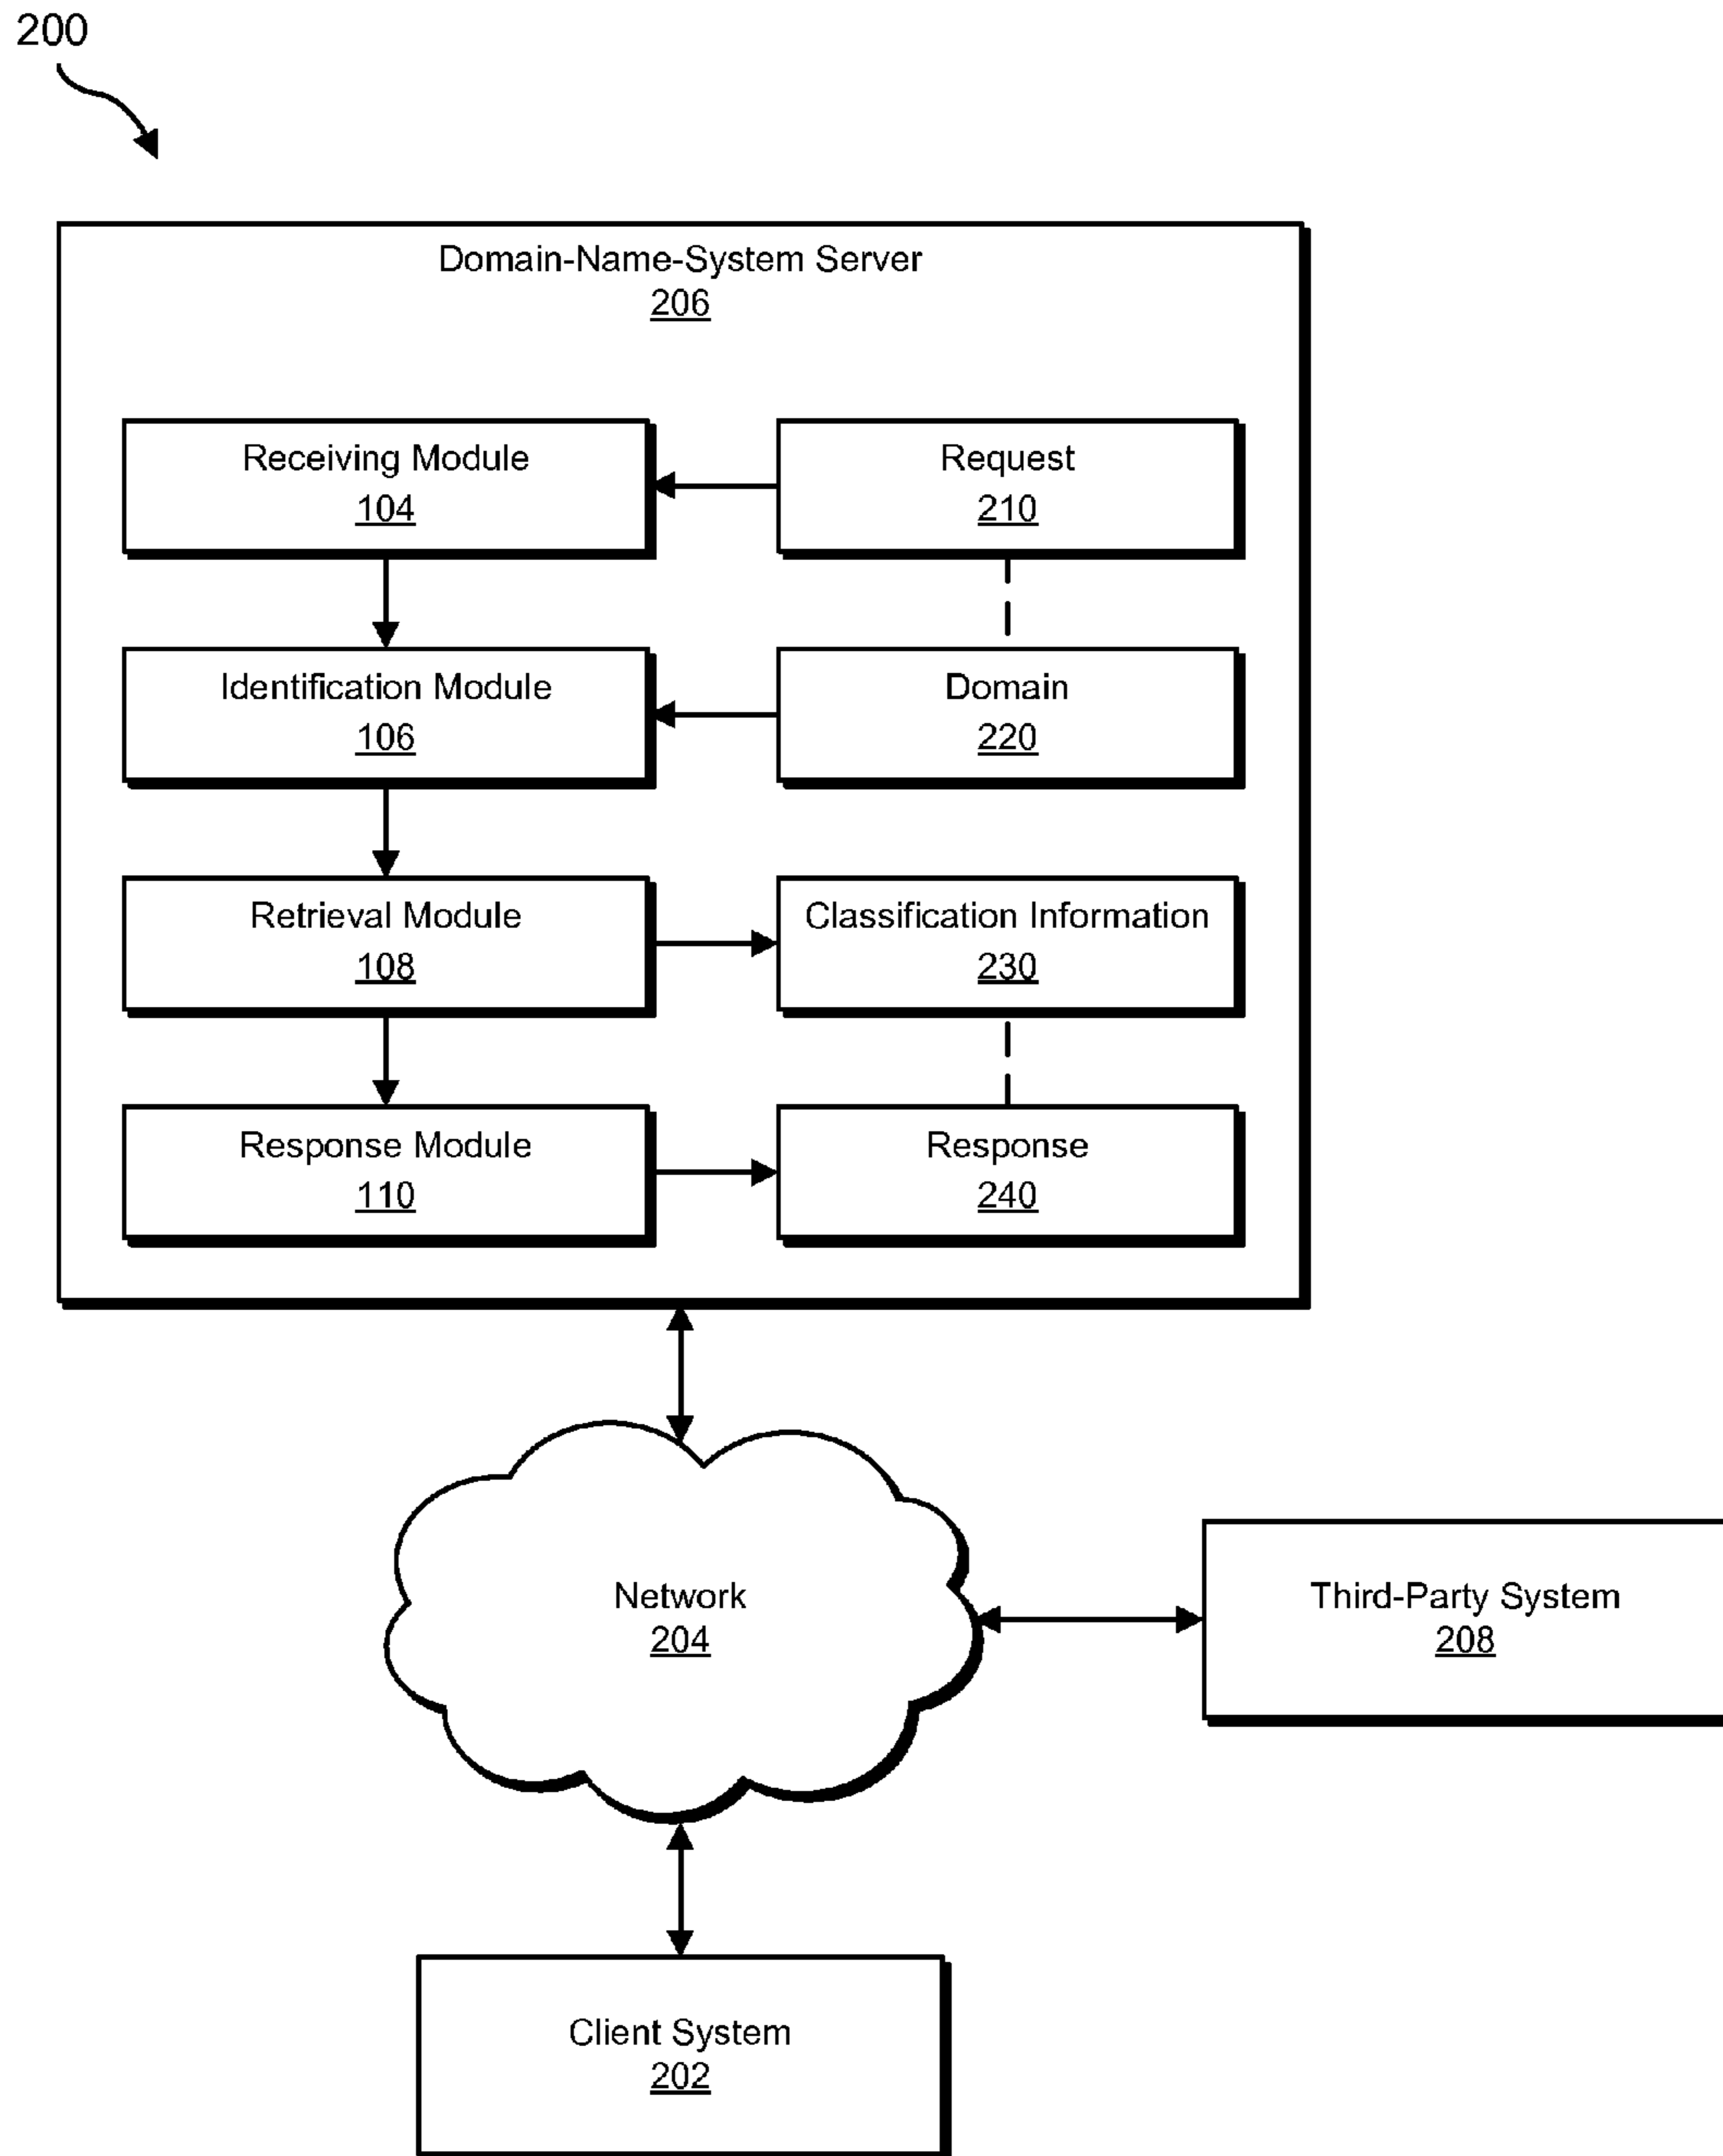 200
Domain-Name-System Server
206
Receiving Module
104
Request
210
Identification Module
106
Domain
220
Retrieval Module
108
Classification Information
230
Response Module
110
Response
240
Network
204
Third-Party System
208
Client System
202